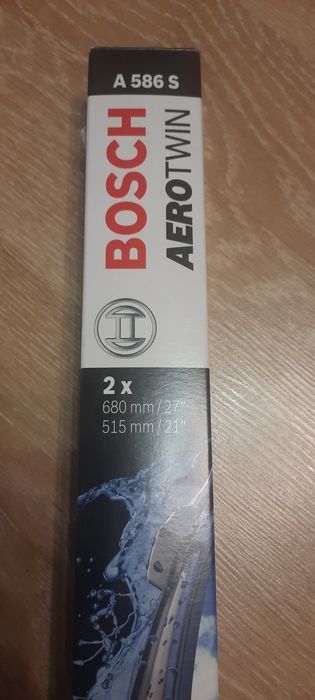 A 586 S
BOSCH
AEROTWIN
2 x
680 mm / 27"
515 mm / 21"